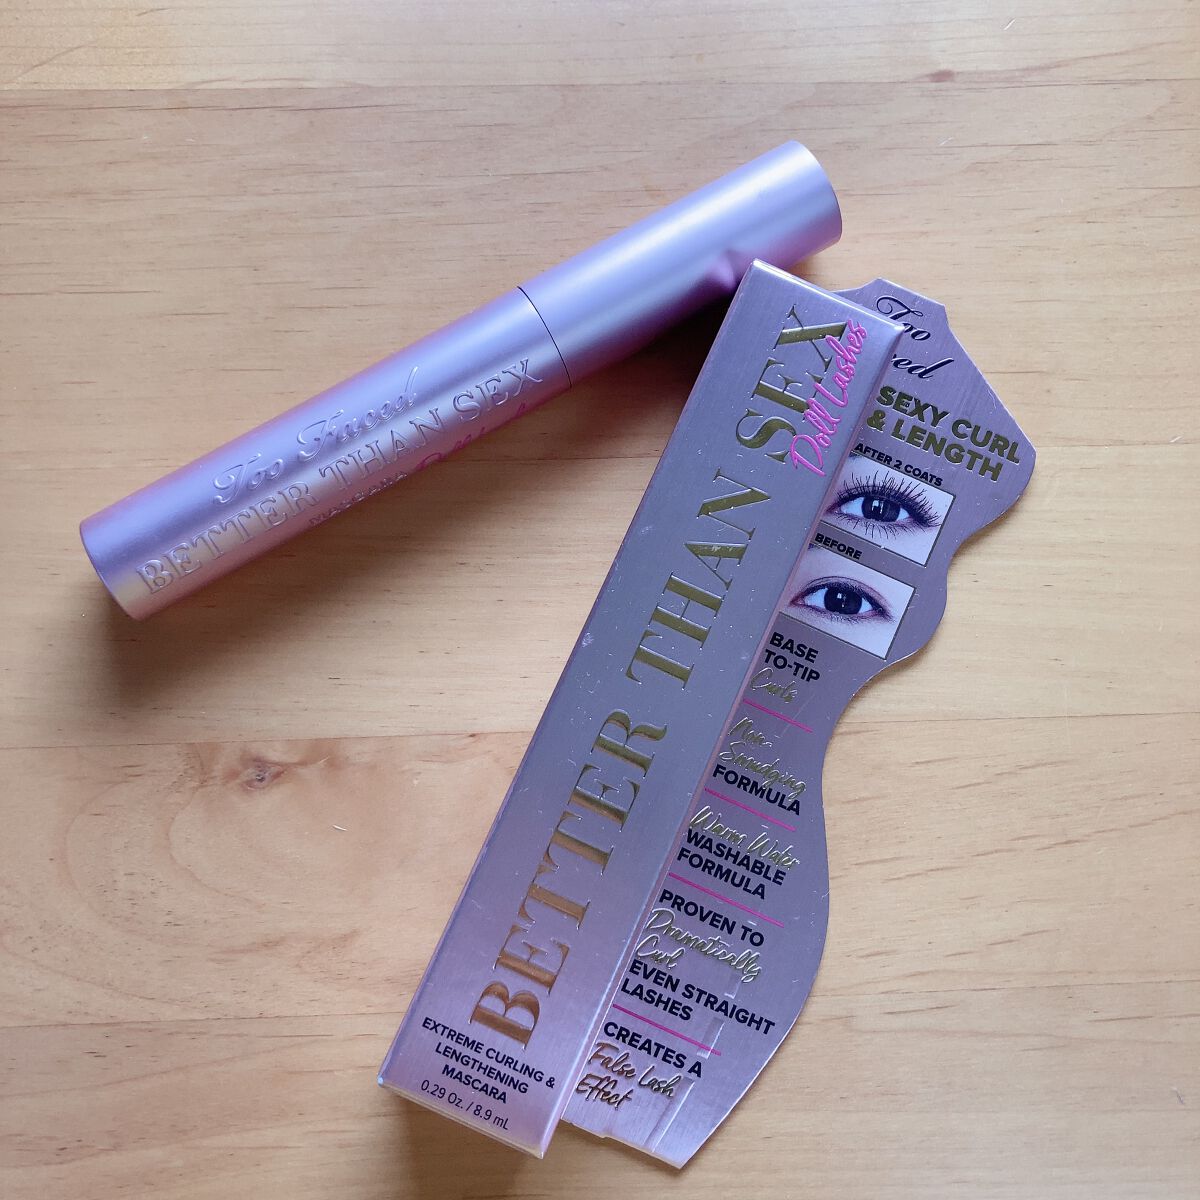 Too Faced
BETTER THAN SEX
MASCARA
BETTER THAN SEX
Doll Lashes
EXTREME CURLING &
LENGTHENING
MASCARA
0.29 Oz. / 8.9 mL
Too
SEXY CURL
& LENGTH
AFTER 2 COATS
BEFORE
BASE
TO-TIP
Curls
Non-
Smudging
FORMULA
Warm Water
WASHABLE
FORMULA
PROVEN TO
Dramatically
Curl
EVEN STRAIGHT
LASHES
CREATES A
False Lash
Effect